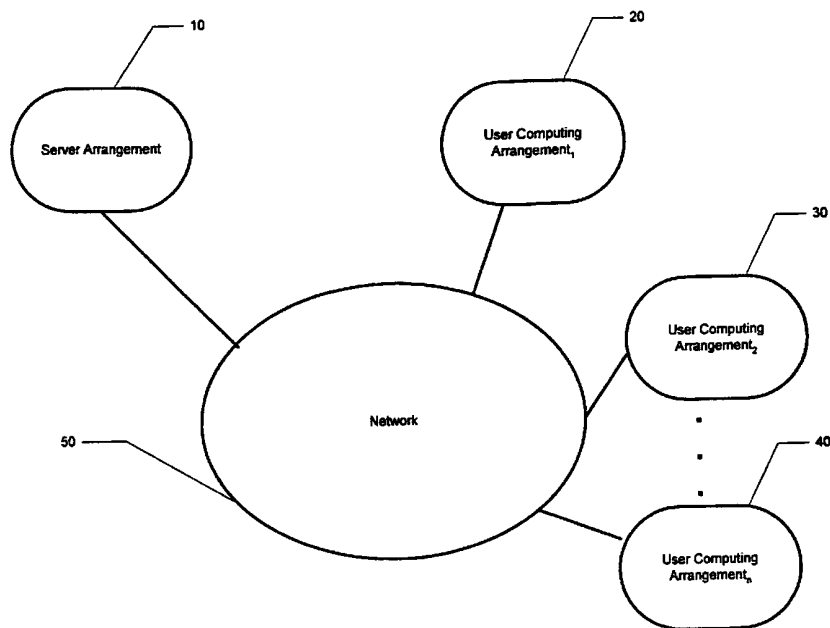 10
20
Server Arrangement
User Computing
Arrangement₁
30
User Computing
Arrangement₂
Network
50
40
User Computing
Arrangementₙ